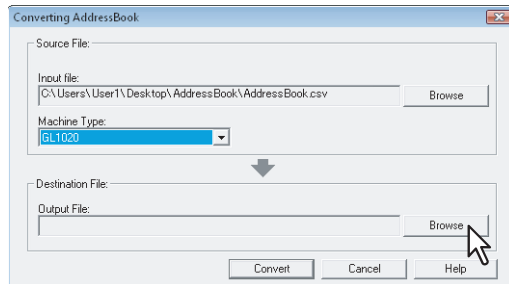 Converting AddressBook
Source File:
Input file:
C:\Users\User1\Desktop\AddressBook\AddressBook.csv
Browse
Machine Type:
GL1020
Destination File:
Output File:
Browse
Convert
Cancel
Help